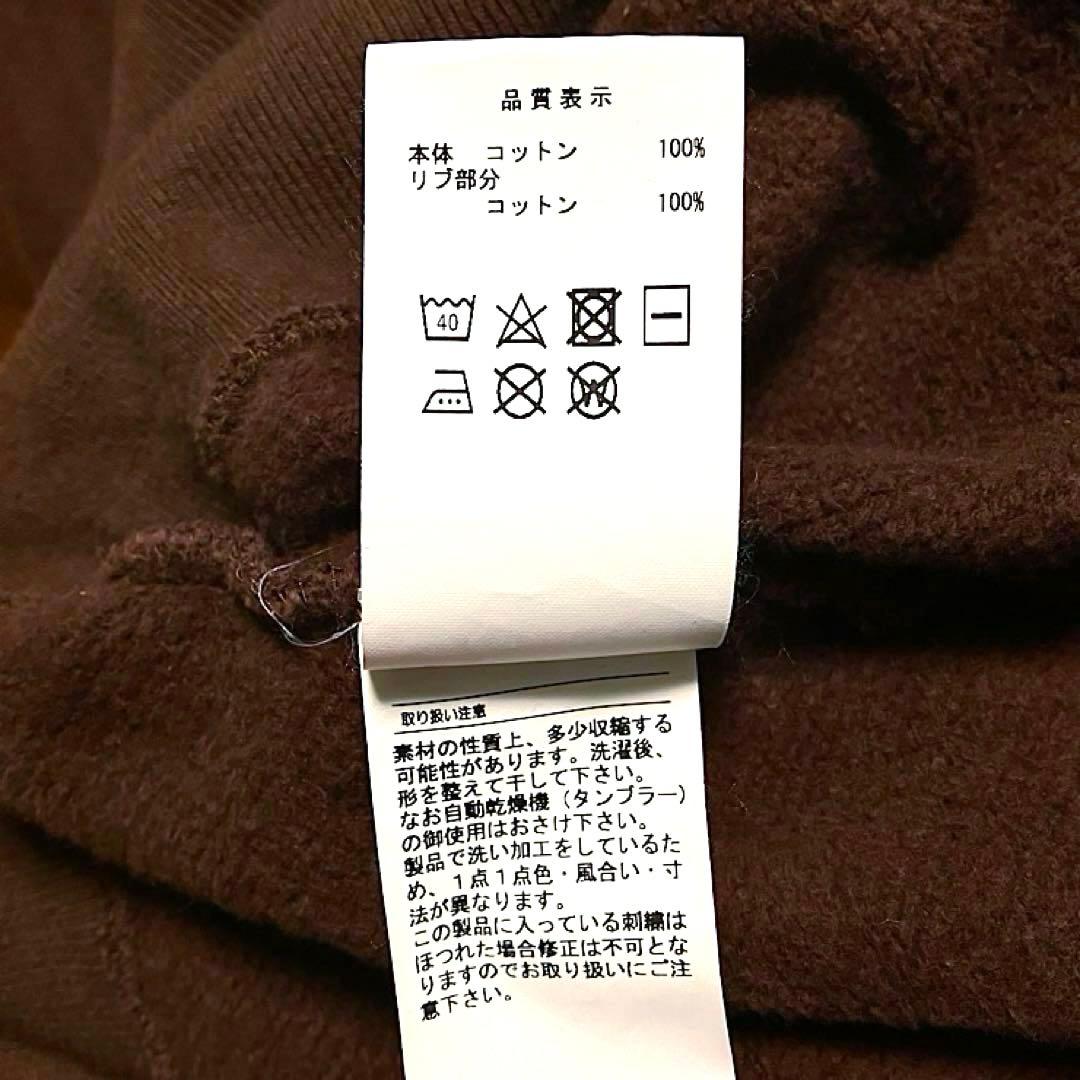 品質表示
本体 コットン 100%
リブ部分
コットン 100%
40
W
取り扱い注意
素材の性質上、多少収縮する
可能性があります。洗濯後、
形を整えて干して下さい。
なお自動乾燥機（タンブラー）
の御使用はおさけ下さい。
製品で洗い加工をしているた
め、１点１点色・風合い・寸
法が異なります。
この製品に入っている刺繍は
ほつれた場合修正は不可とな
りますのでお取り扱いにご注
意下さい。